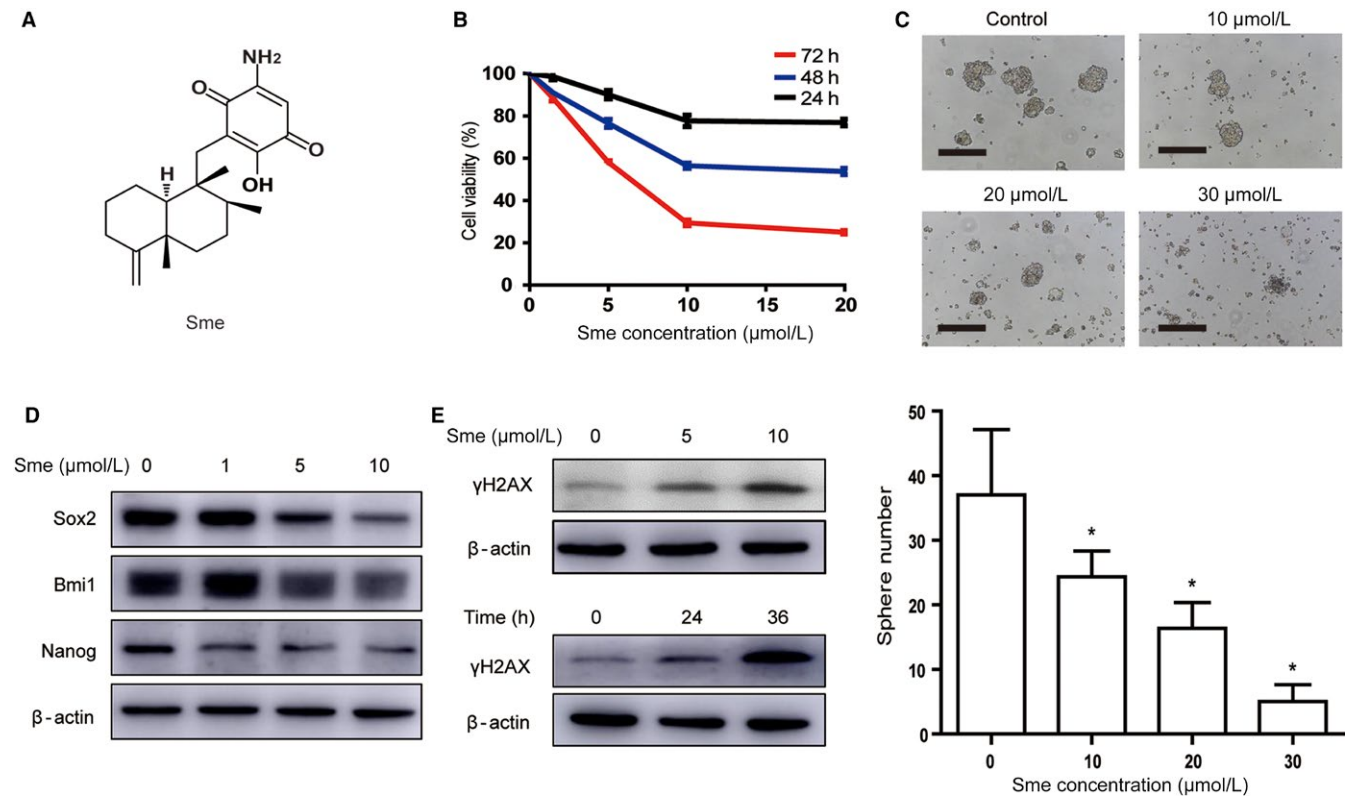 A
NH2
O
O
H
OH
Sme
B
72 h
48 h
24 h
100
80
60
40
20
0
Cell viability (%)
0 5 10 15 20
Sme concentration (μmol/L)
C
Control 10 μmol/L
20 μmol/L 30 μmol/L
D
Sme (μmol/L) 0 1 5 10
Sox2
Bmi1
Nanog
β-actin
E
Sme (μmol/L) 0 5 10
γH2AX
β-actin
Time (h) 0 24 36
γH2AX
β-actin
50
40
30
20
10
0
Sphere number
*
*
*
0 10 20 30
Sme concentration (μmol/L)